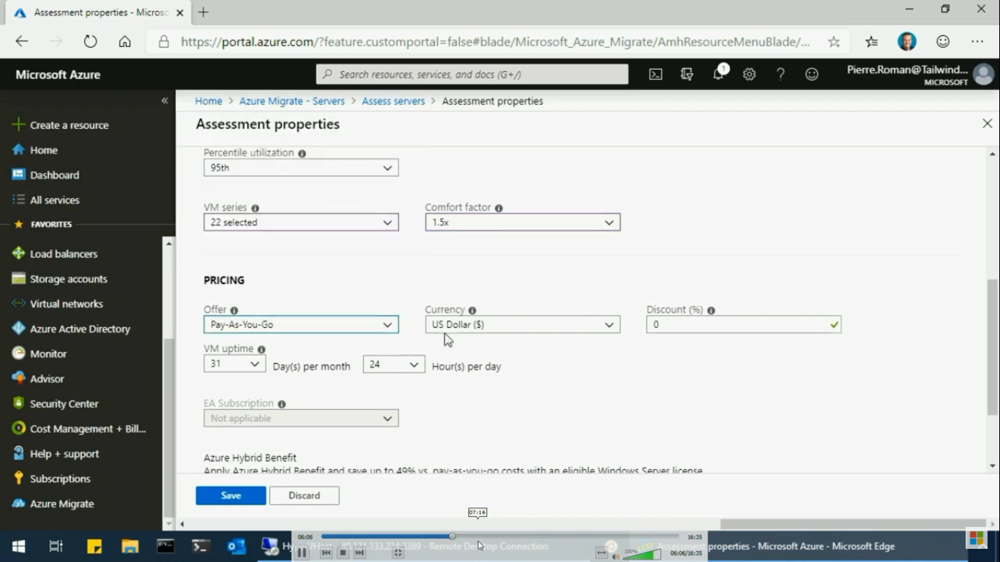 Assessment properties - Micros
https://portal.azure.com/?feature.customportal=false#blade/Microsoft_Azure_Migrate/AmhResourceMenuBlade/...
Microsoft Azure
Search resources, services, and docs (G+/)
1
Pierre.Roman@Tailwind...
MICROSOFT
Home > Azure Migrate - Servers > Assess servers > Assessment properties
Assessment properties
Create a resource
Home
Dashboard
All services
FAVORITES
Load balancers
Storage accounts
Virtual networks
Azure Active Directory
Monitor
Advisor
Security Center
Cost Management + Bill...
Help + support
Subscriptions
Azure Migrate
Percentile utilization
95th
VM series
Comfort factor
22 selected
1.5x
PRICING
Offer
Currency
Discount (%)
Pay-As-You-Go
US Dollar ($)
0
VM uptime
31 Day(s) per month 24 Hour(s) per day
EA Subscription
Not applicable
Azure Hybrid Benefit
Apply Azure Hybrid Benefit and save up to 49% vs. pay-as-you-go costs with an eligible Windows Server license
Save
Discard
07:16
06:06
16:35
40.121.133.224:3389 - Remote Desktop Connection
properties - Microsoft Azure - Microsoft Edge
100%
06:06/16:35